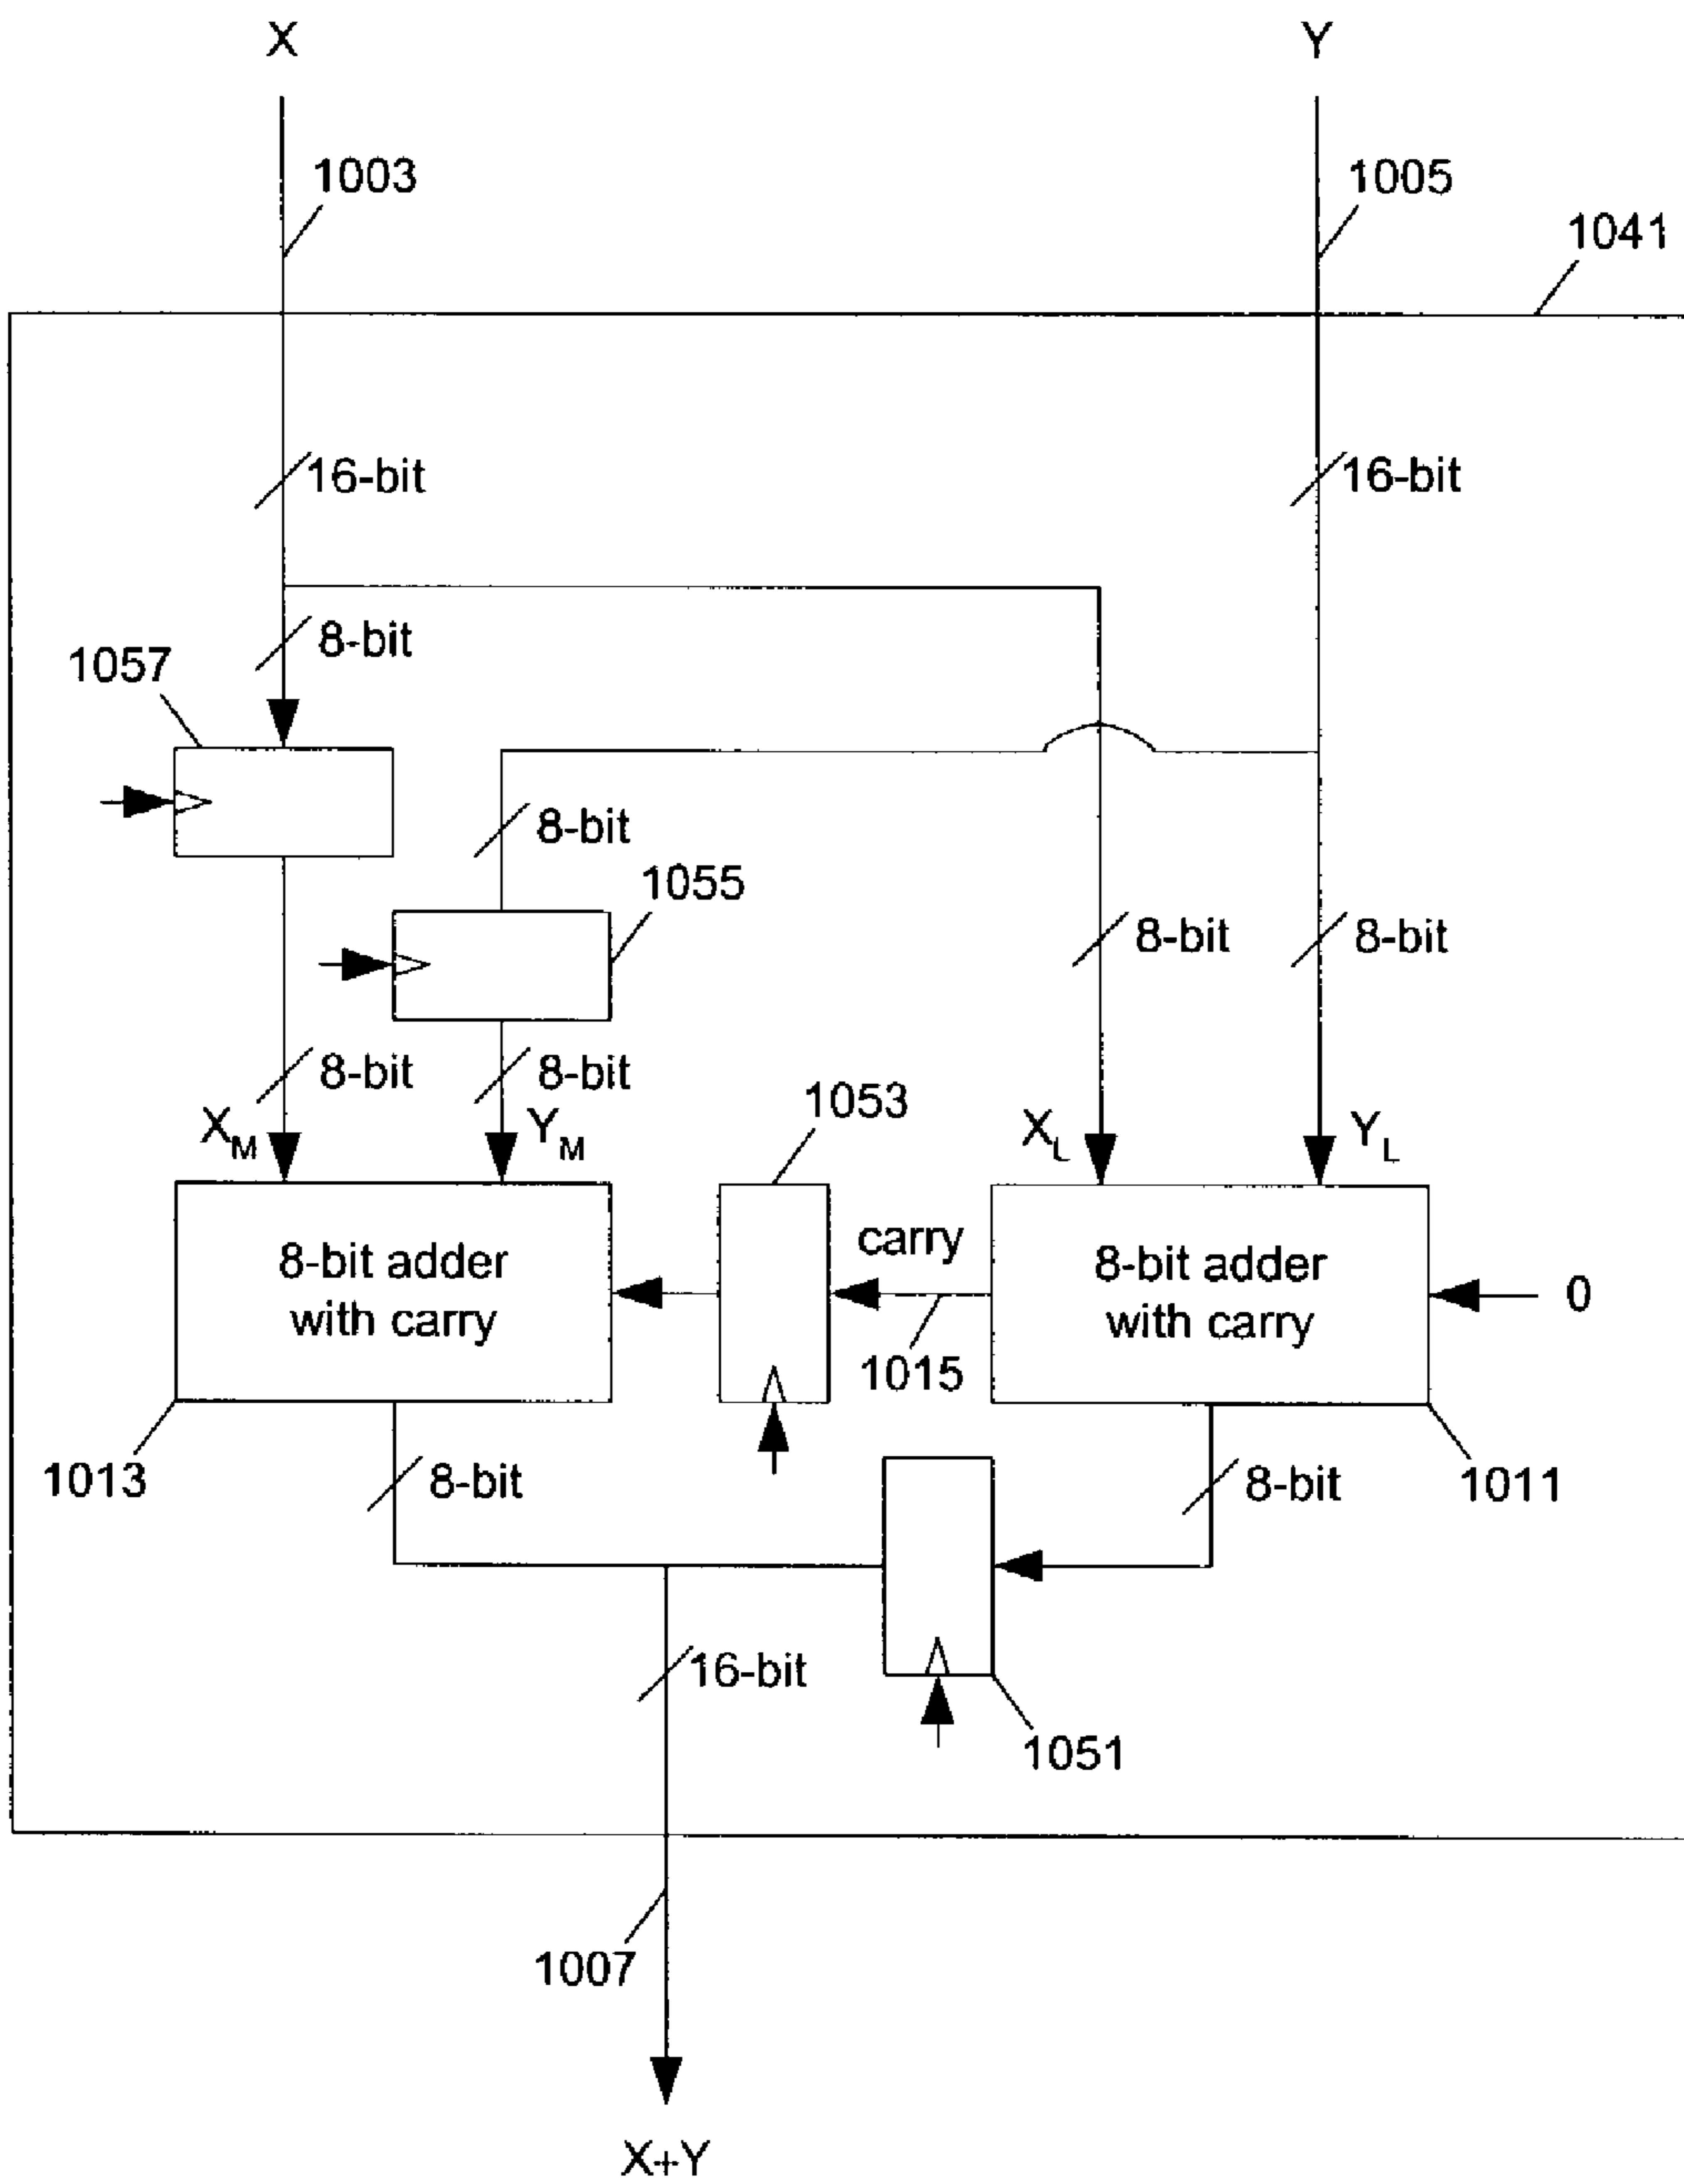 X
Y
1003
1005
1041
16-bit
16-bit
8-bit
1057
8-bit
1055
8-bit
8-bit
8-bit
8-bit
1053
XM
YM
XL
YL
8-bit adder
with carry
carry
8-bit adder
with carry
0
1015
1013
8-bit
8-bit
1011
16-bit
1051
1007
X+Y